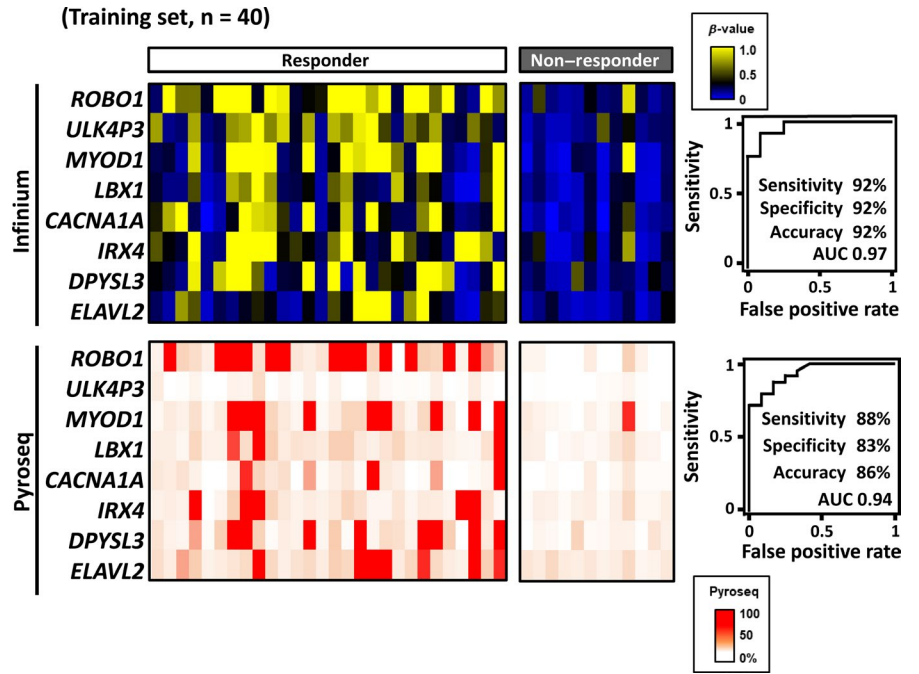 (Training set, n = 40)
Responder
Non−responder
β-value
1.0
0.5
0
Infinium
ROBO1
ULK4P3
MYOD1
LBX1
CACNA1A
IRX4
DPYSL3
ELAVL2
Sensitivity
1
0.5
0
Sensitivity 92%
Specificity 92%
Accuracy 92%
AUC 0.97
0 0.5 1
False positive rate
Pyroseq
ROBO1
ULK4P3
MYOD1
LBX1
CACNA1A
IRX4
DPYSL3
ELAVL2
Sensitivity
1
0.5
0
Sensitivity 88%
Specificity 83%
Accuracy 86%
AUC 0.94
0 0.5 1
False positive rate
Pyroseq
100
50
0%